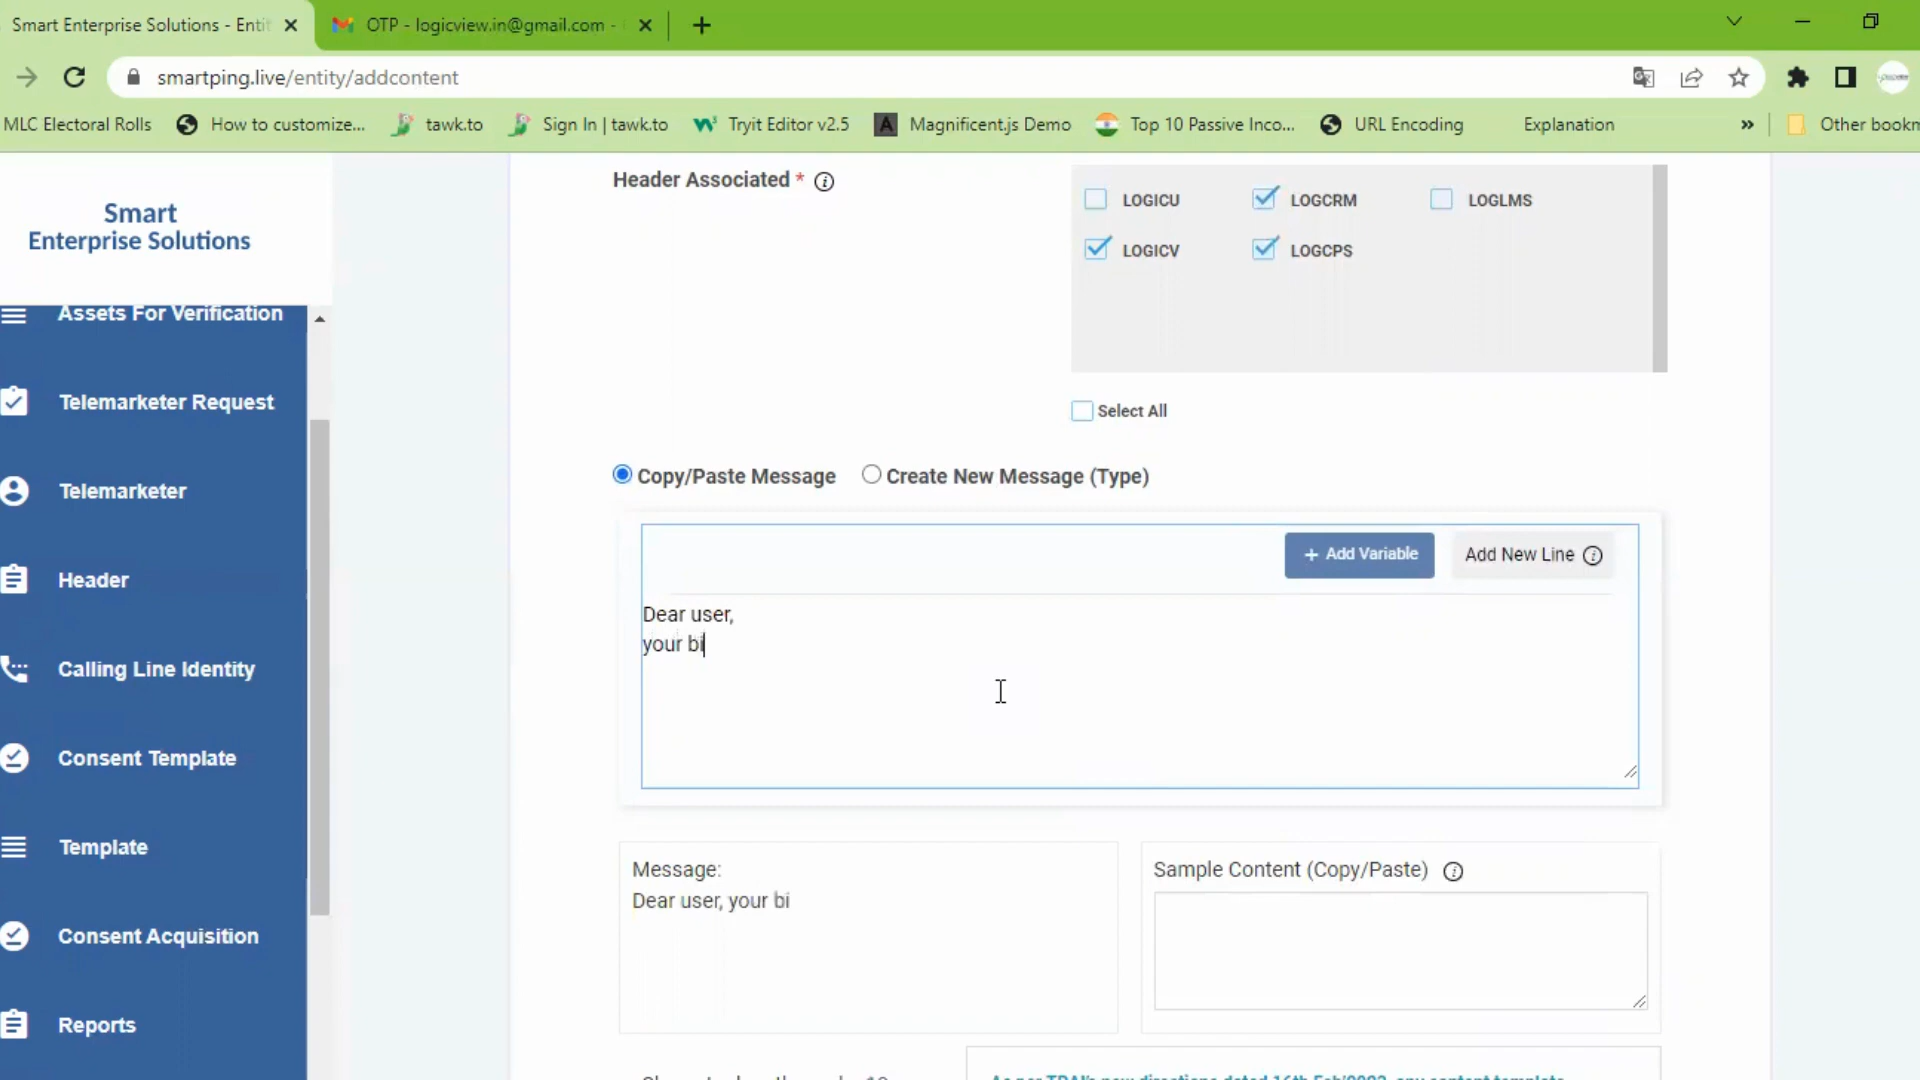 Smart Enterprise Solutions - Entit
OTP - logicview.in@gmail.com -
smartping.live/entity/addcontent
MLC Electoral Rolls
How to customize...
tawk.to
Sign In | tawk.to
Tryit Editor v2.5
Magnificent.js Demo
Top 10 Passive Inco...
URL Encoding
Explanation
»
Other bookm
Smart
Enterprise Solutions
Assets For Verification
Telemarketer Request
Telemarketer
Header
Calling Line Identity
Consent Template
Template
Consent Acquisition
Reports
Header Associated *
LOGICU
LOGCRM
LOGLMS
LOGICV
LOGCPS
Select All
Copy/Paste Message
Create New Message (Type)
+ Add Variable
Add New Line
Dear user,
your bi
Message:
Dear user, your bi
Sample Content (Copy/Paste)